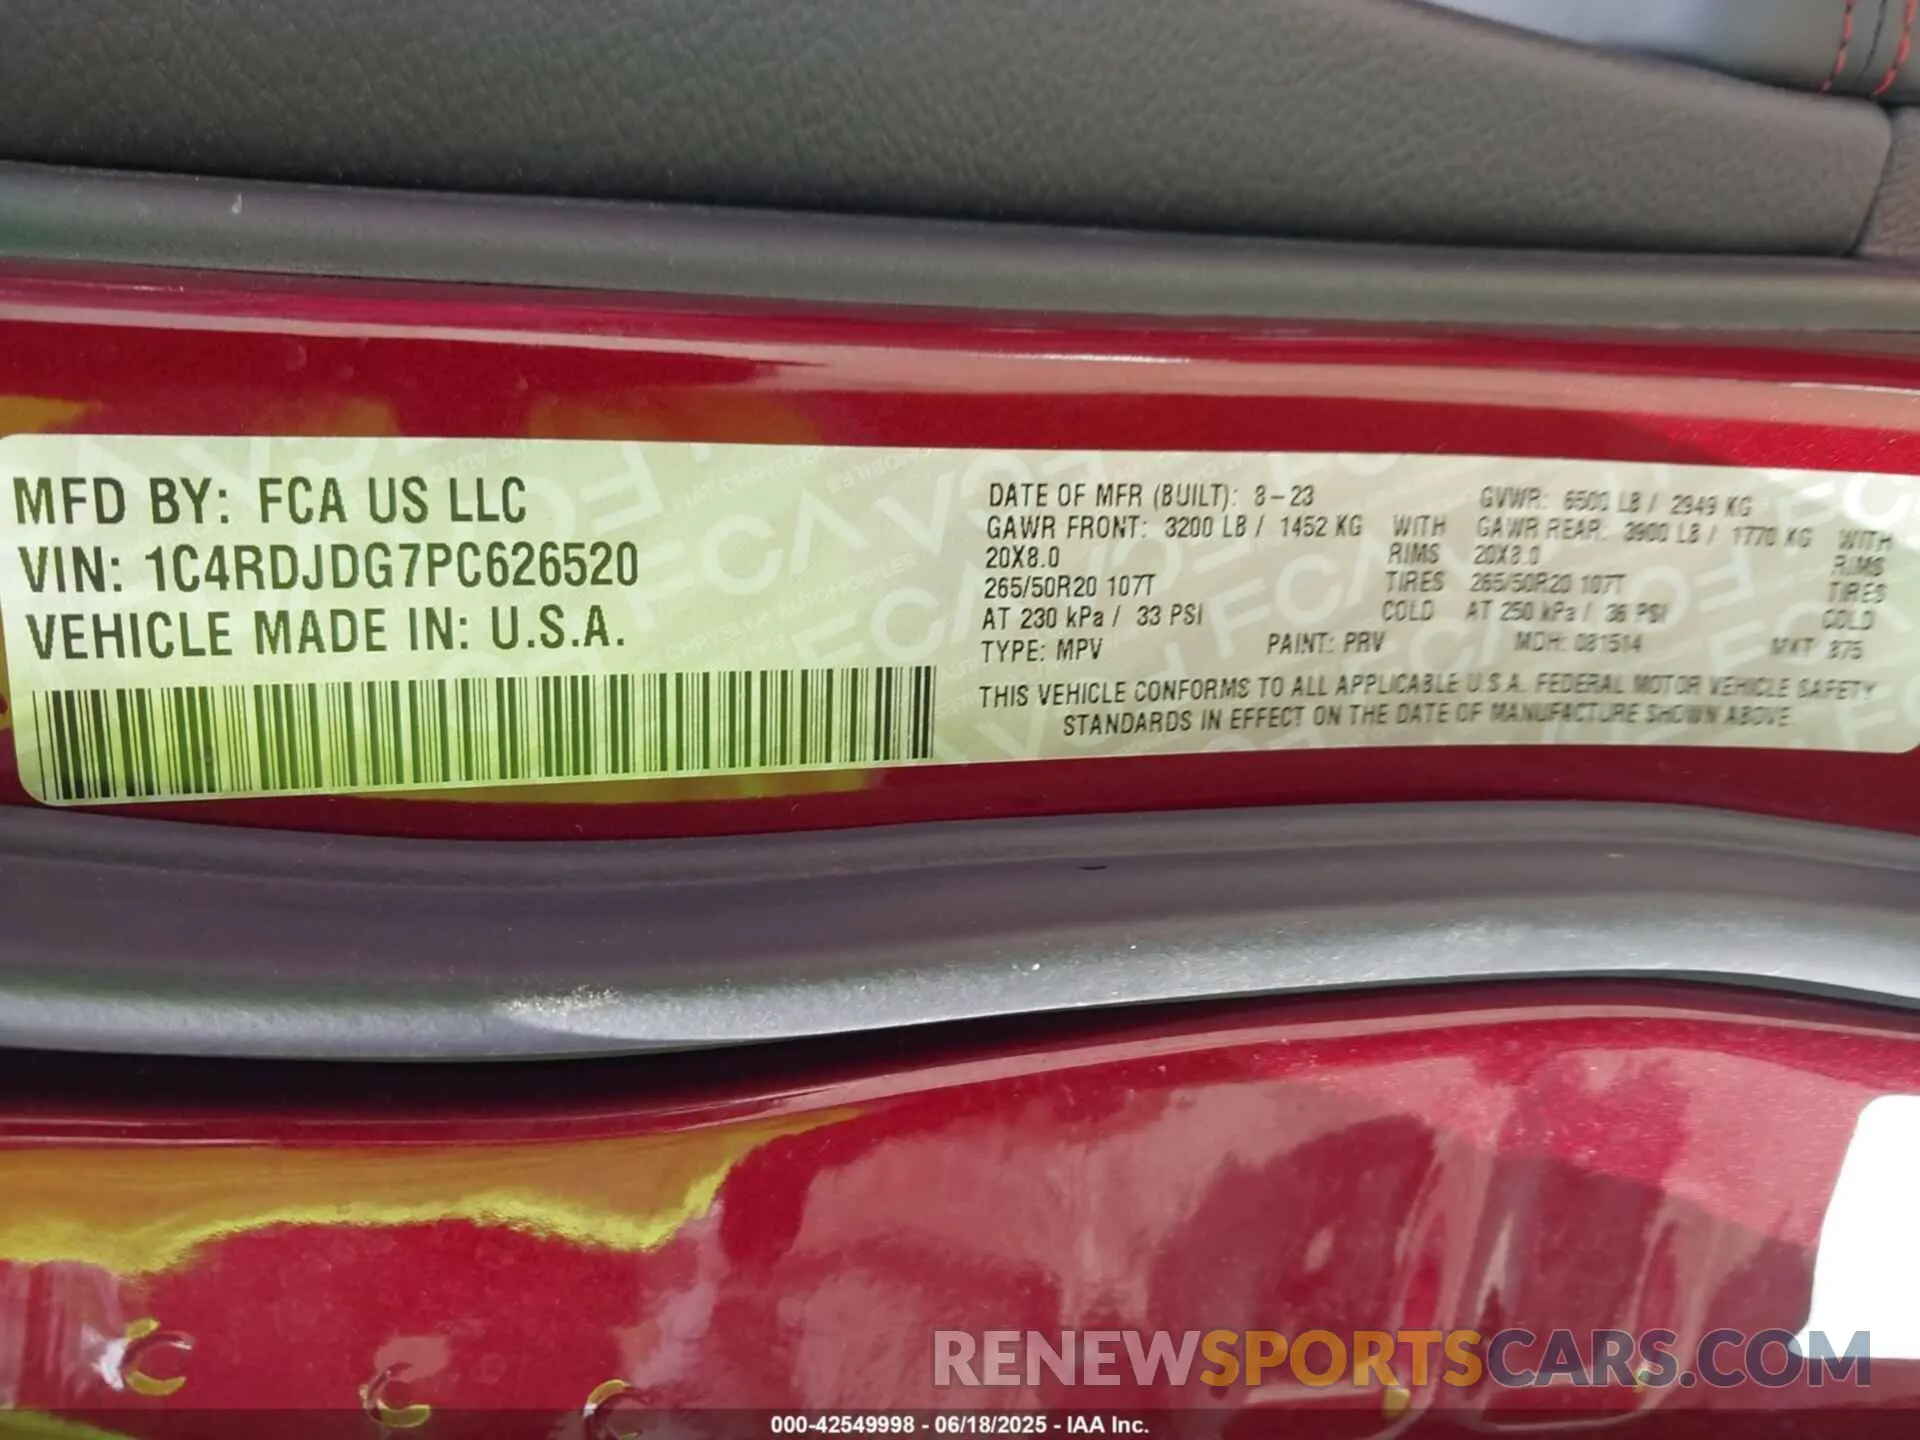 MFD BY: FCA US LLC
VIN: 1C4RDJDG7PC626520
VEHICLE MADE IN: U.S.A.
DATE OF MFR (BUILT): 8-23 GVWR: 6500 LB / 2949 KG
GAWR FRONT: 3200 LB / 1452 KG WITH GAWR REAR: 3900 LB / 1770 KG WITH
20X8.0 RIMS 20X8.0 RIMS
265/50R20 107T TIRES 265/50R20 107T TIRES
AT 230 kPa / 33 PSI COLD AT 250 kPa / 36 PSI COLD
TYPE: MPV PAINT: PRV MDH: 081514 MKT 875
THIS VEHICLE CONFORMS TO ALL APPLICABLE U.S.A. FEDERAL MOTOR VEHICLE SAFETY
STANDARDS IN EFFECT ON THE DATE OF MANUFACTURE SHOWN ABOVE.
RENEWSPORTSCARS.COM
000-42549998 - 06/18/2025 - IAA Inc.